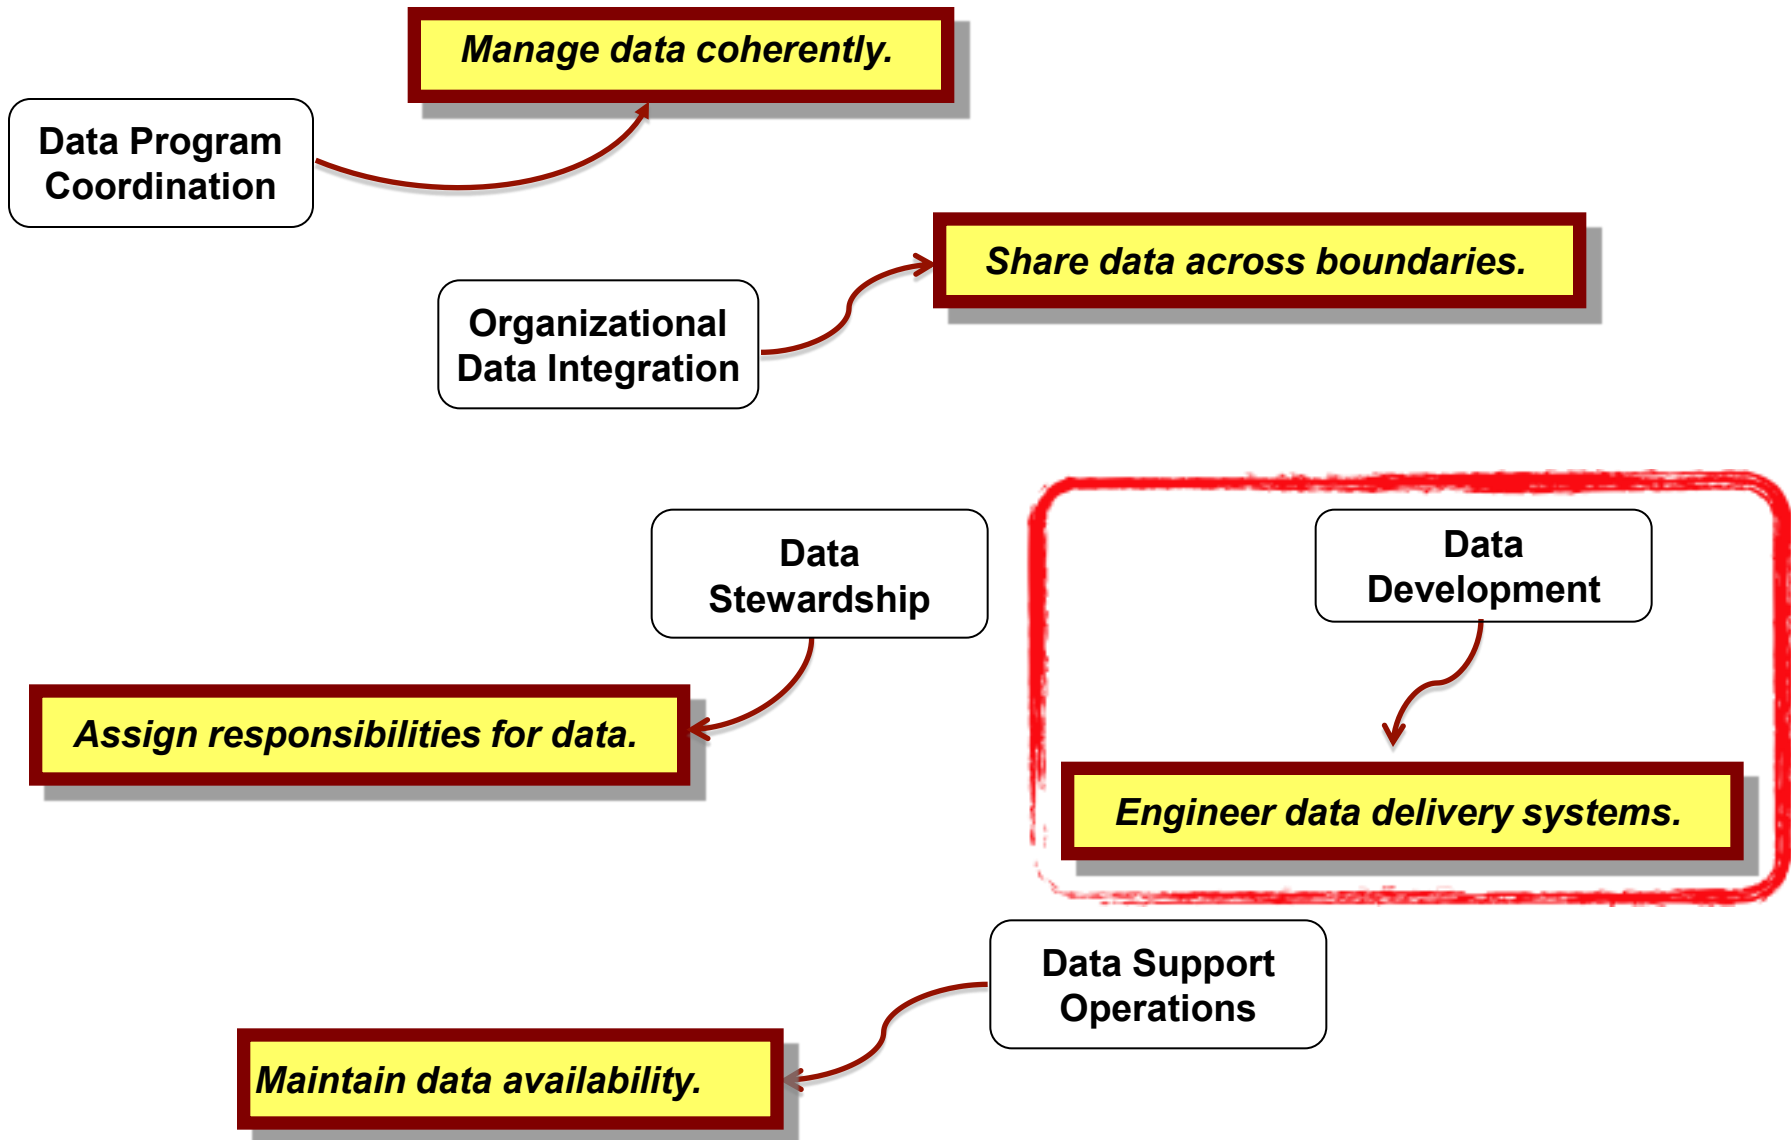 Manage data coherently.
Data Program
Coordination
Share data across boundaries.
Organizational
Data Integration
Data
Stewardship
Data
Development
Assign responsibilities for data.
Engineer data delivery systems.
Data Support
Operations
Maintain data availability.